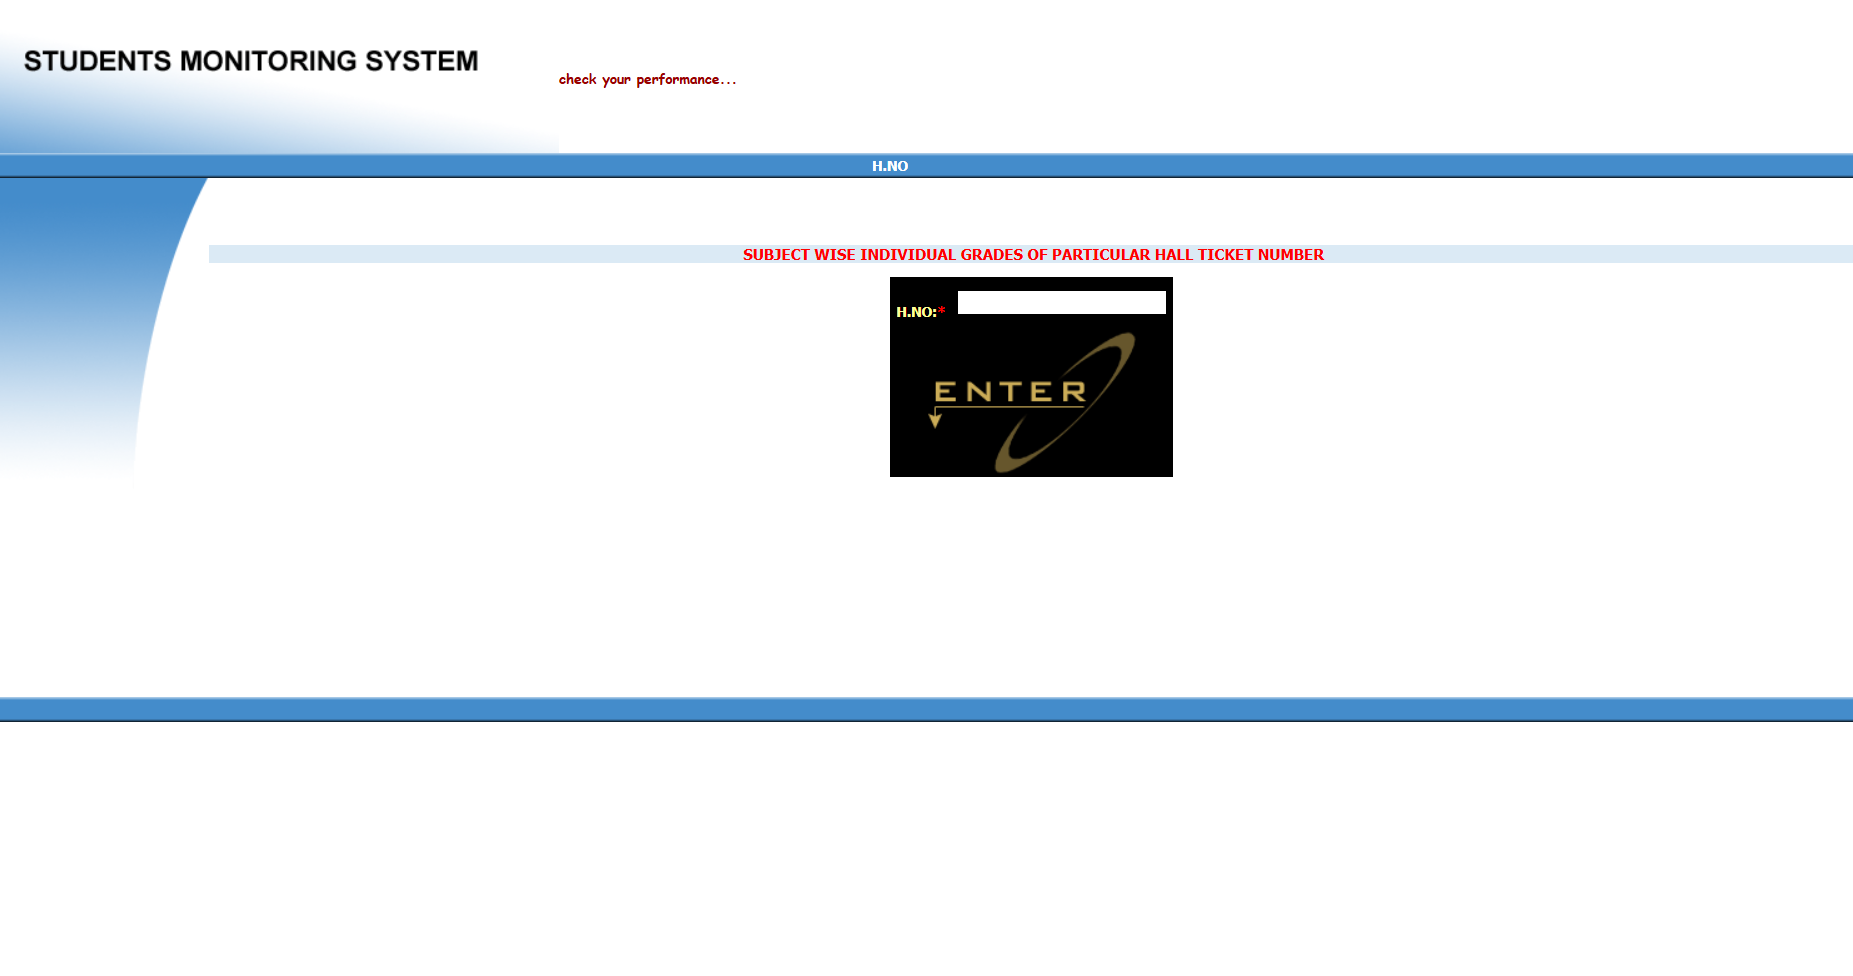 STUDENTS MONITORING SYSTEM
check your performance...
H.NO
SUBJECT WISE INDIVIDUAL GRADES OF PARTICULAR HALL TICKET NUMBER
H.NO:*
ENTER